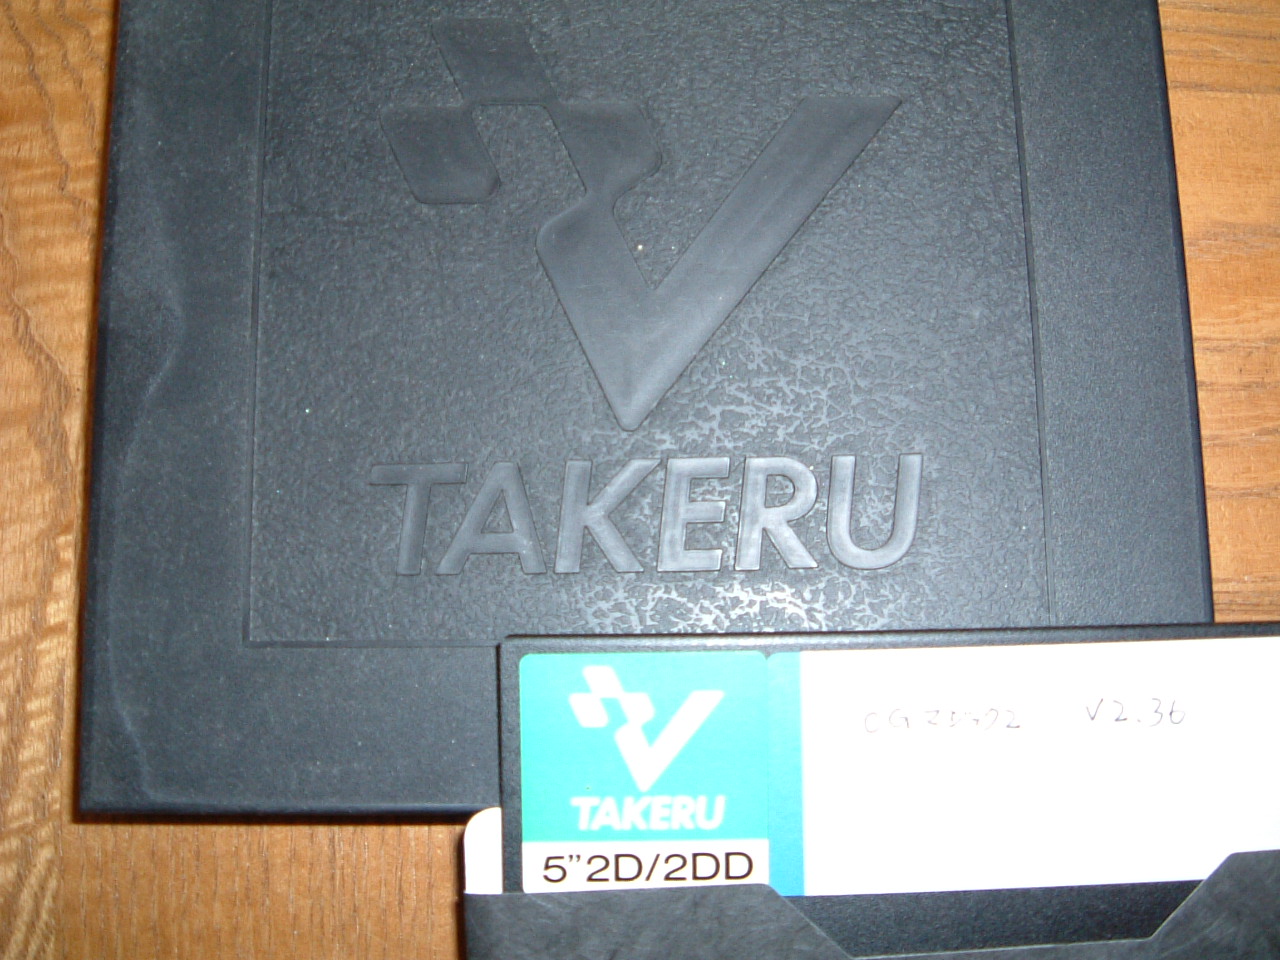 TAKERU
TAKERU
5"2D/2DD
V2.36